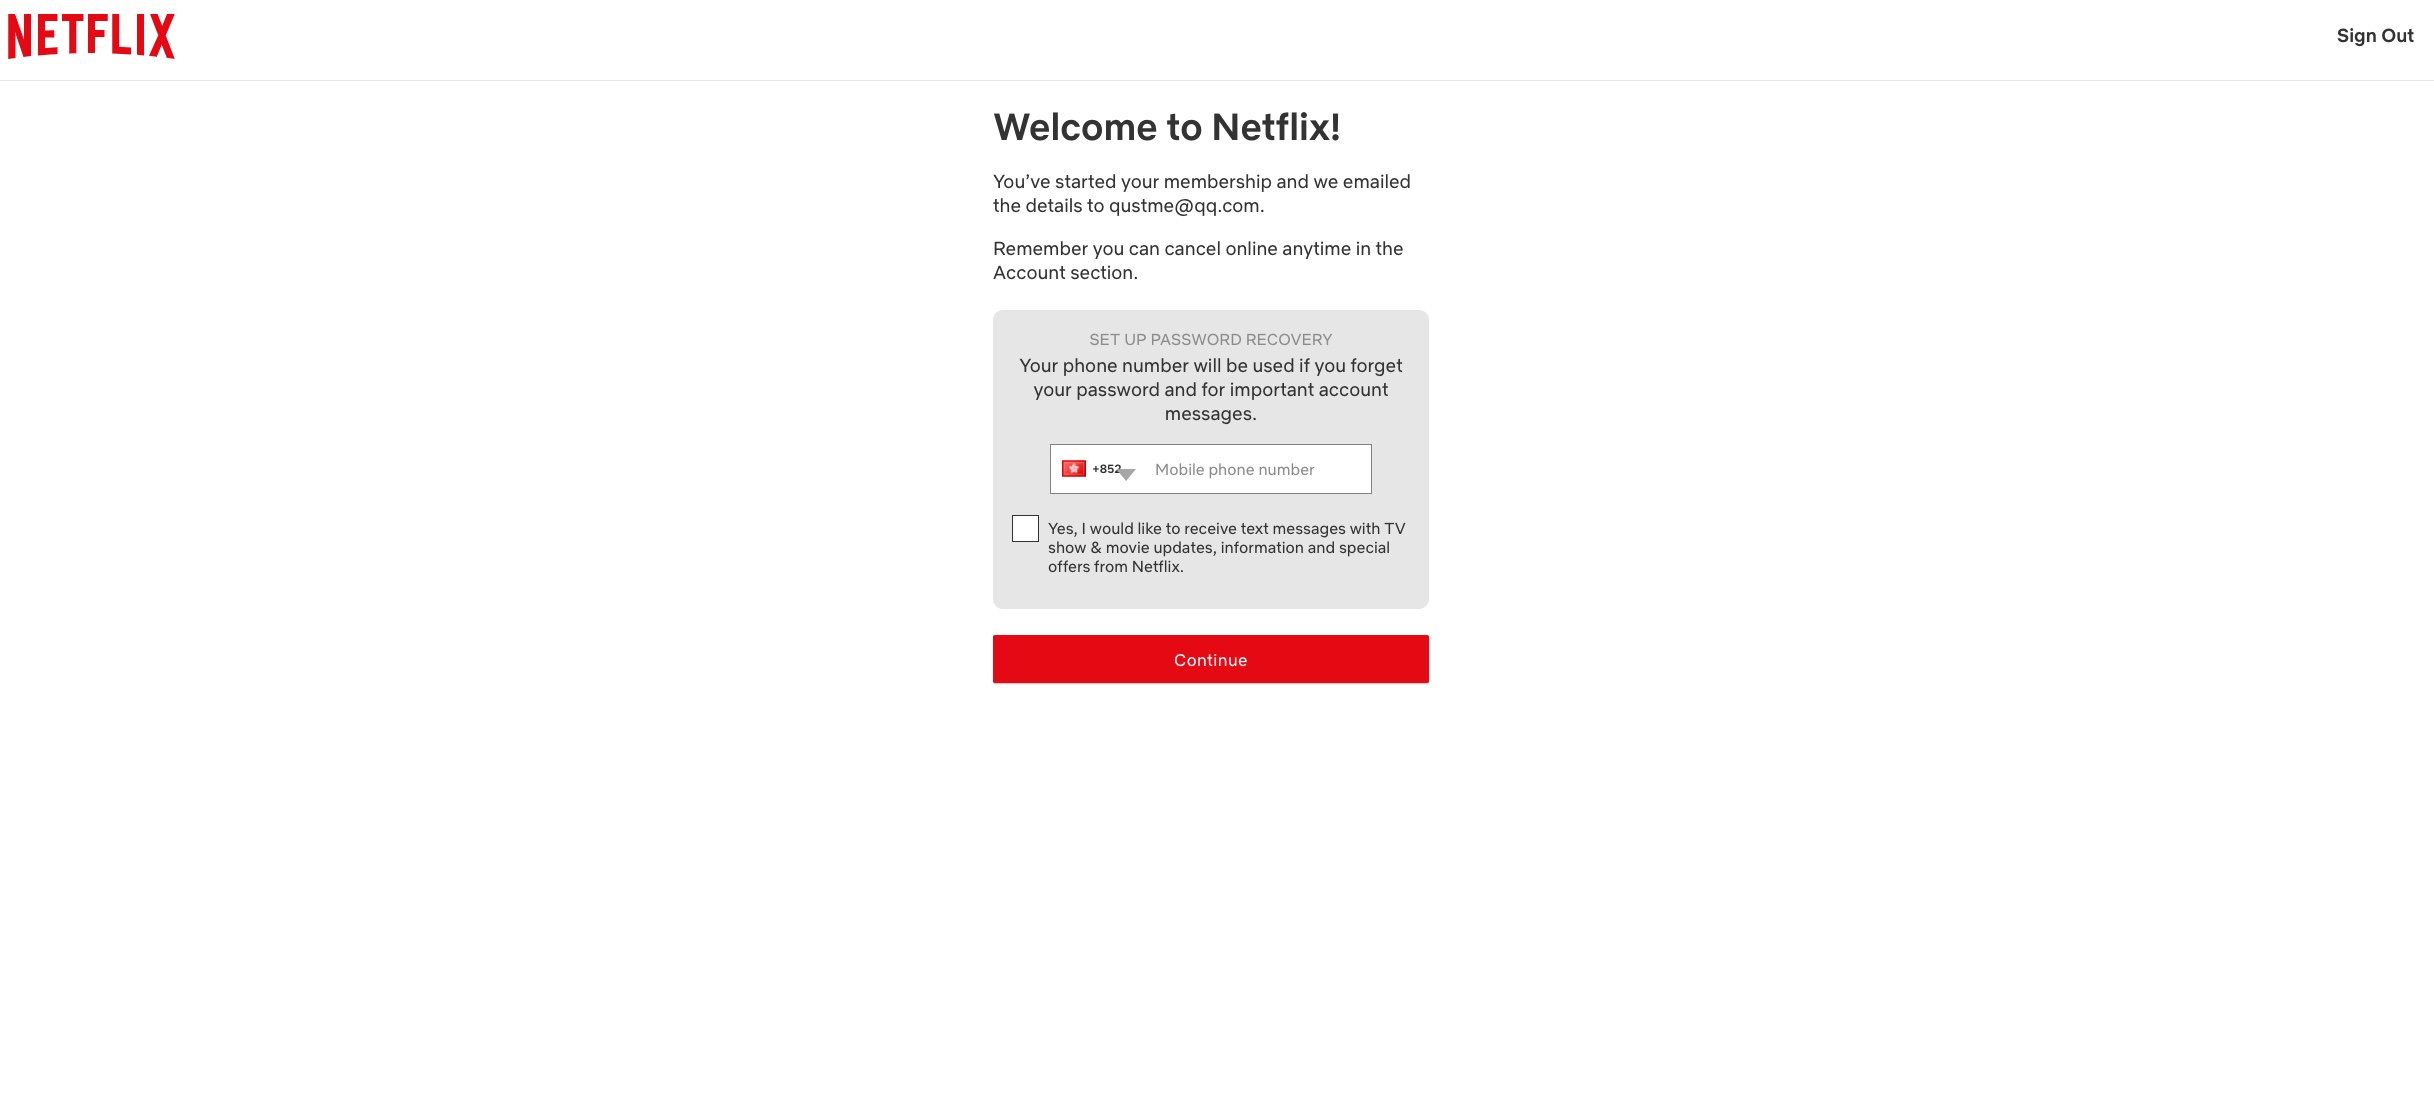 NETFLIX
Sign Out
Welcome to Netflix!
You’ve started your membership and we emailed
the details to qustme@qq.com.
Remember you can cancel online anytime in the
Account section.
SET UP PASSWORD RECOVERY
Your phone number will be used if you forget
your password and for important account
messages.
+852 Mobile phone number
Yes, I would like to receive text messages with TV
show & movie updates, information and special
offers from Netflix.
Continue